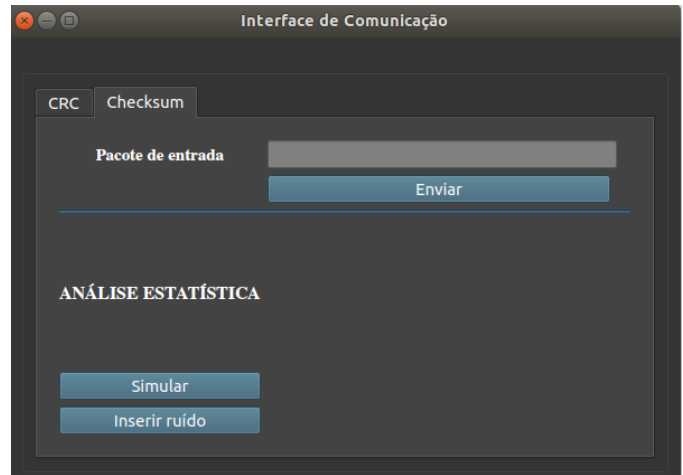 Interface de Comunicação
CRC Checksum
Pacote de entrada
Enviar
ANÁLISE ESTATÍSTICA
Simular
Inserir ruído